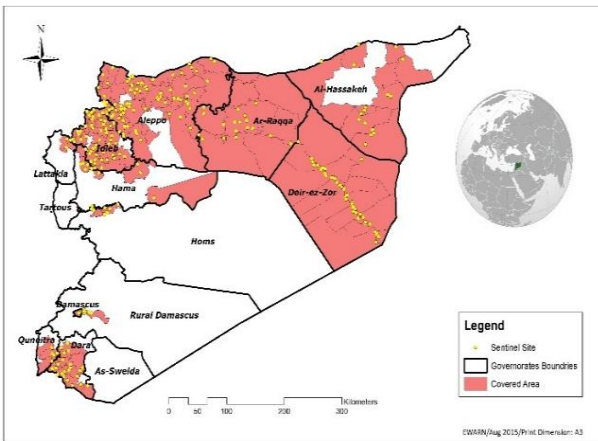 N
Al-Hassakeh
Aleppo
Ar-Raqqa
Idleb
Lattakia
Hama
Deir-ez-Zor
Tartous
Homs
Damascus
Rural Damascus
Qunoitra
Dara
As-Sweida
Kilometers
0 50 100 200 300
Legend
Sentinel Site
Governorates Boundries
Covered Area
EWARN/Aug 2015/Print Dimension: A3